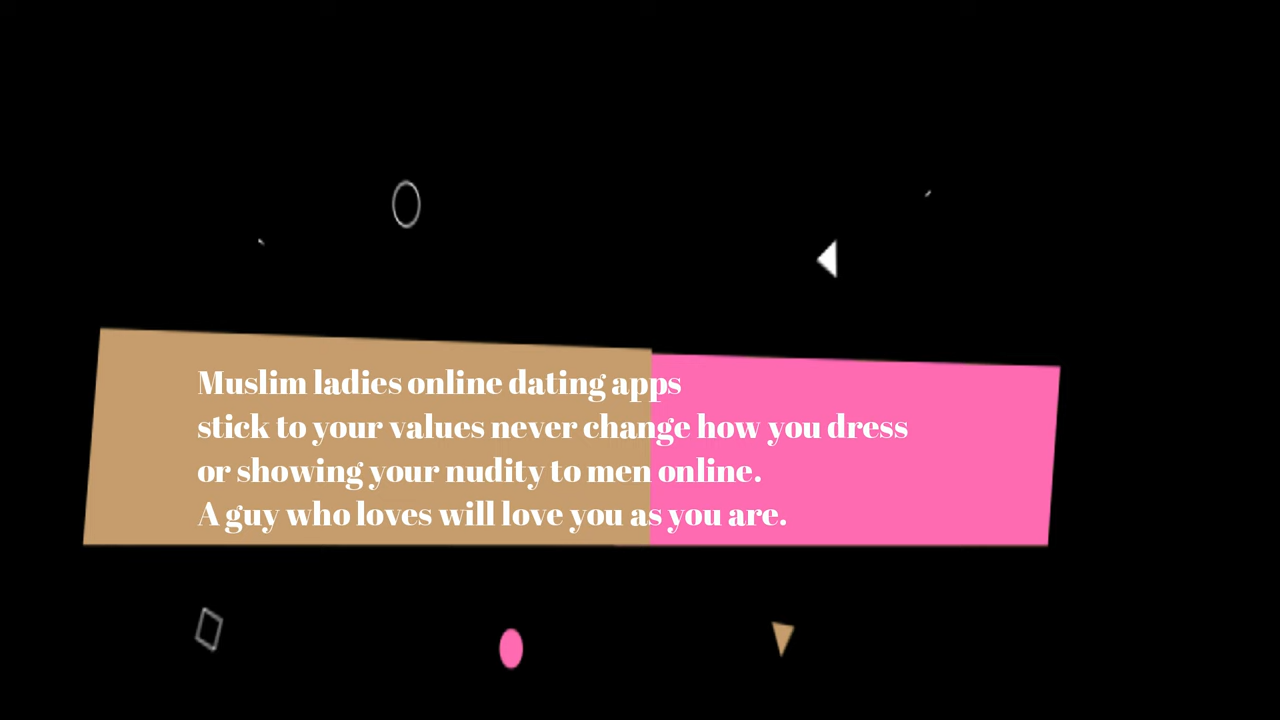 Muslim ladies online dating apps
stick to your values never change how you dress
or showing your nudity to men online.
A guy who loves will love you as you are.